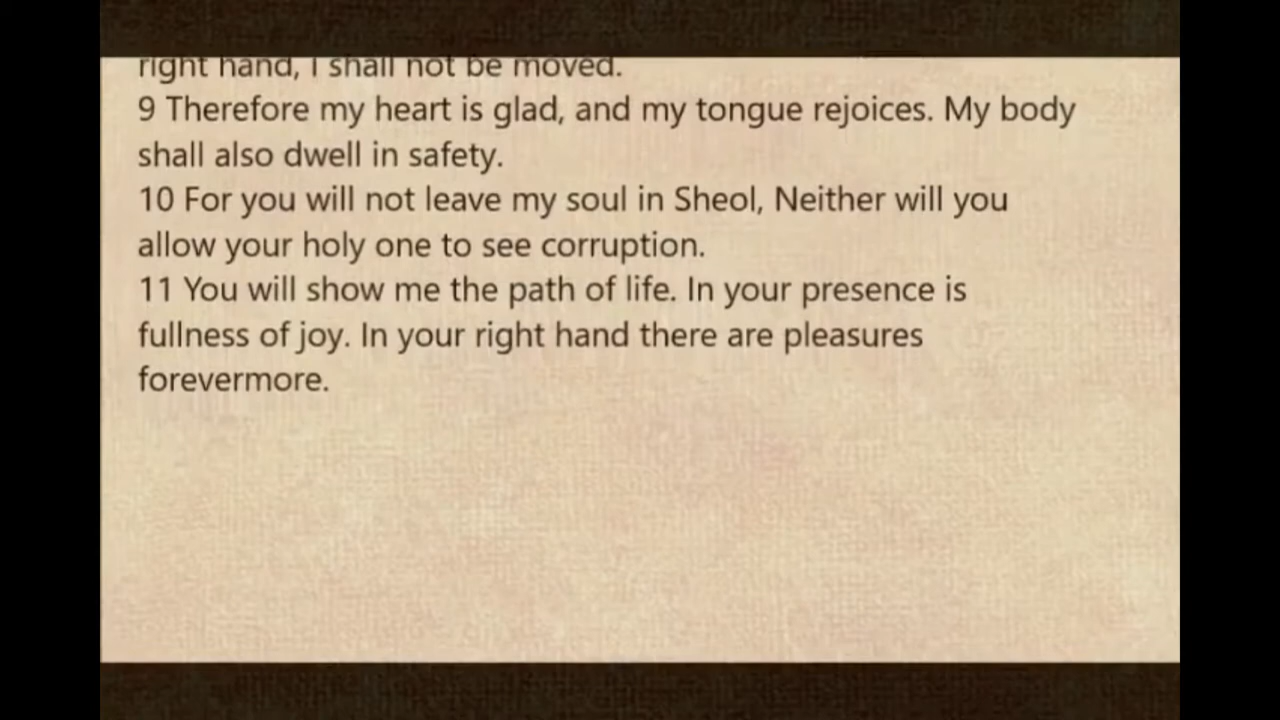 right hand, I shall not be moved.
9 Therefore my heart is glad, and my tongue rejoices. My body
shall also dwell in safety.
10 For you will not leave my soul in Sheol, Neither will you
allow your holy one to see corruption.
11 You will show me the path of life. In your presence is
fullness of joy. In your right hand there are pleasures
forevermore.